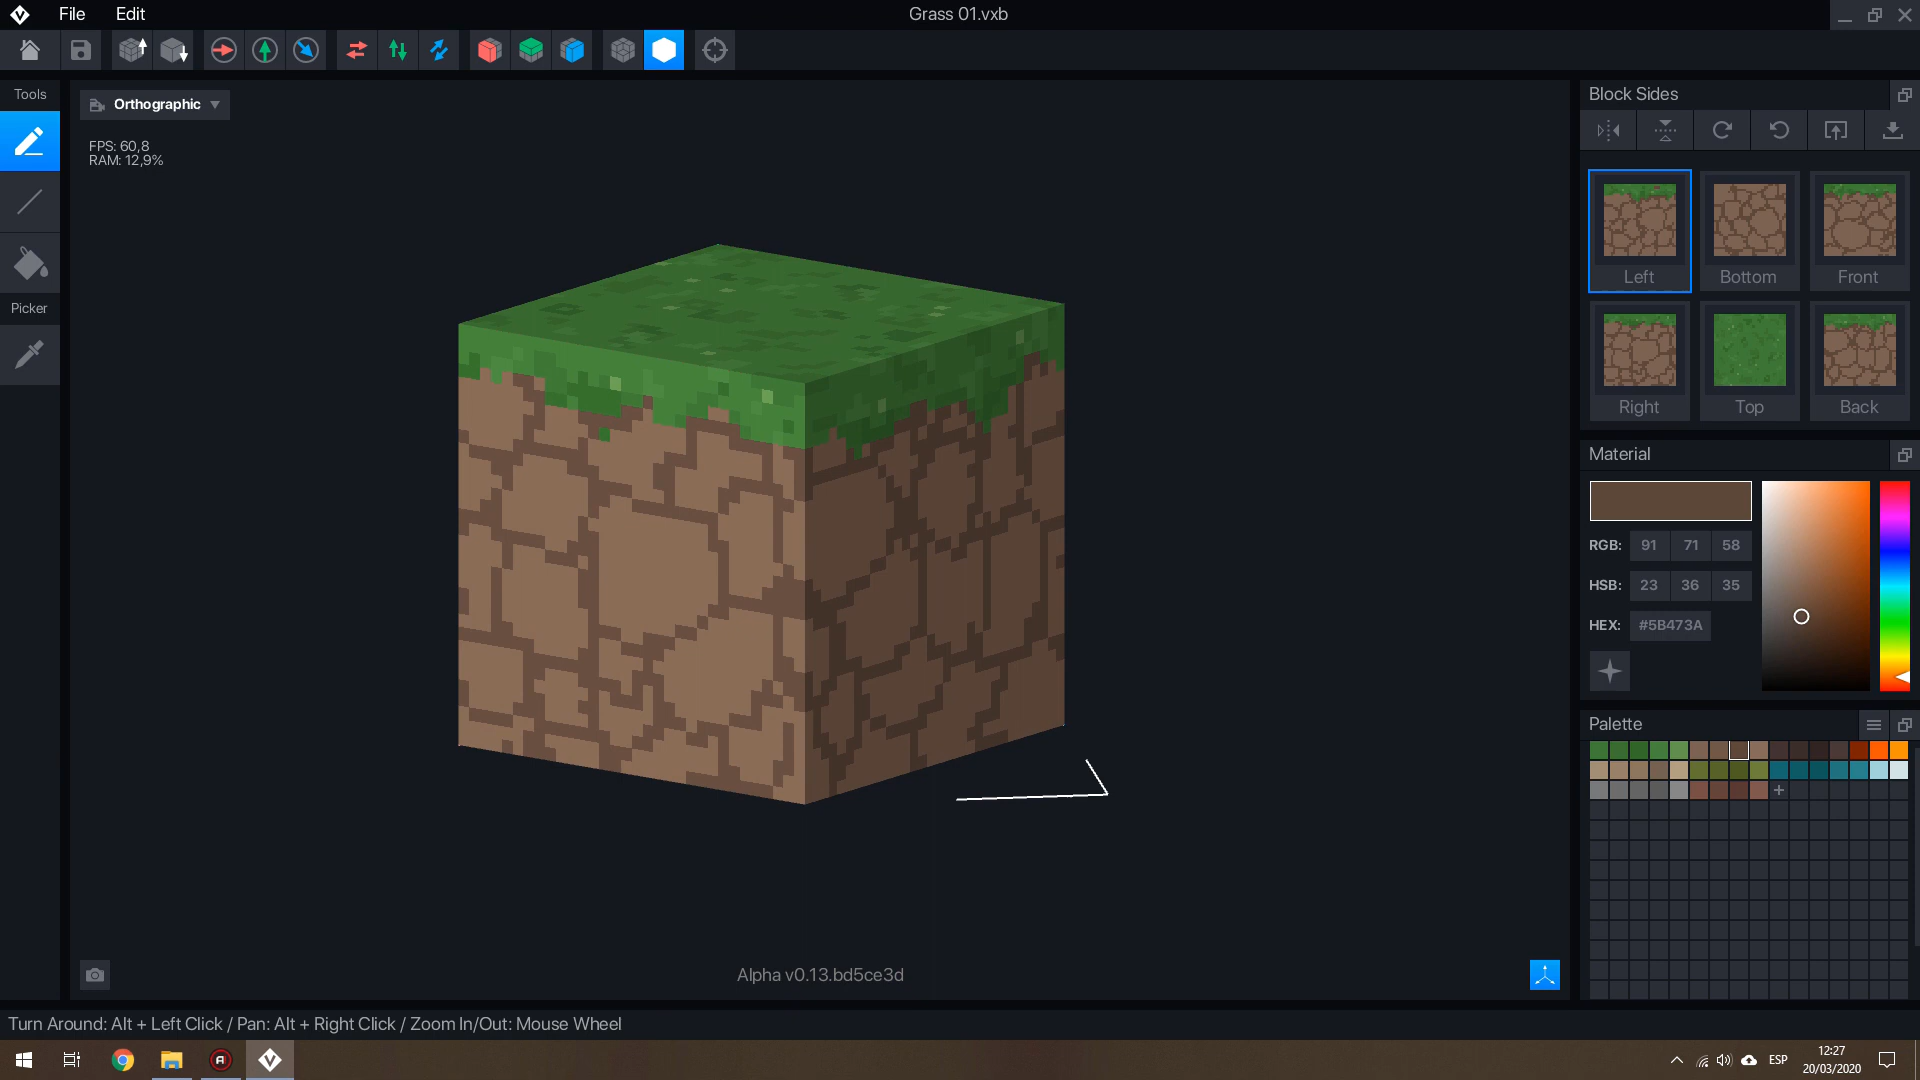 File Edit Grass 01.vxb
Tools
Orthographic
FPS: 60,8
RAM: 12,9%
Picker
Block Sides
Left Bottom Front
Right Top Back
Material
RGB: 91 71 58
HSB: 23 36 35
HEX: #5B473A
Palette
Alpha v0.13.bd5ce3d
Turn Around: Alt + Left Click / Pan: Alt + Right Click / Zoom In/Out: Mouse Wheel
ESP
12:27
20/03/2020